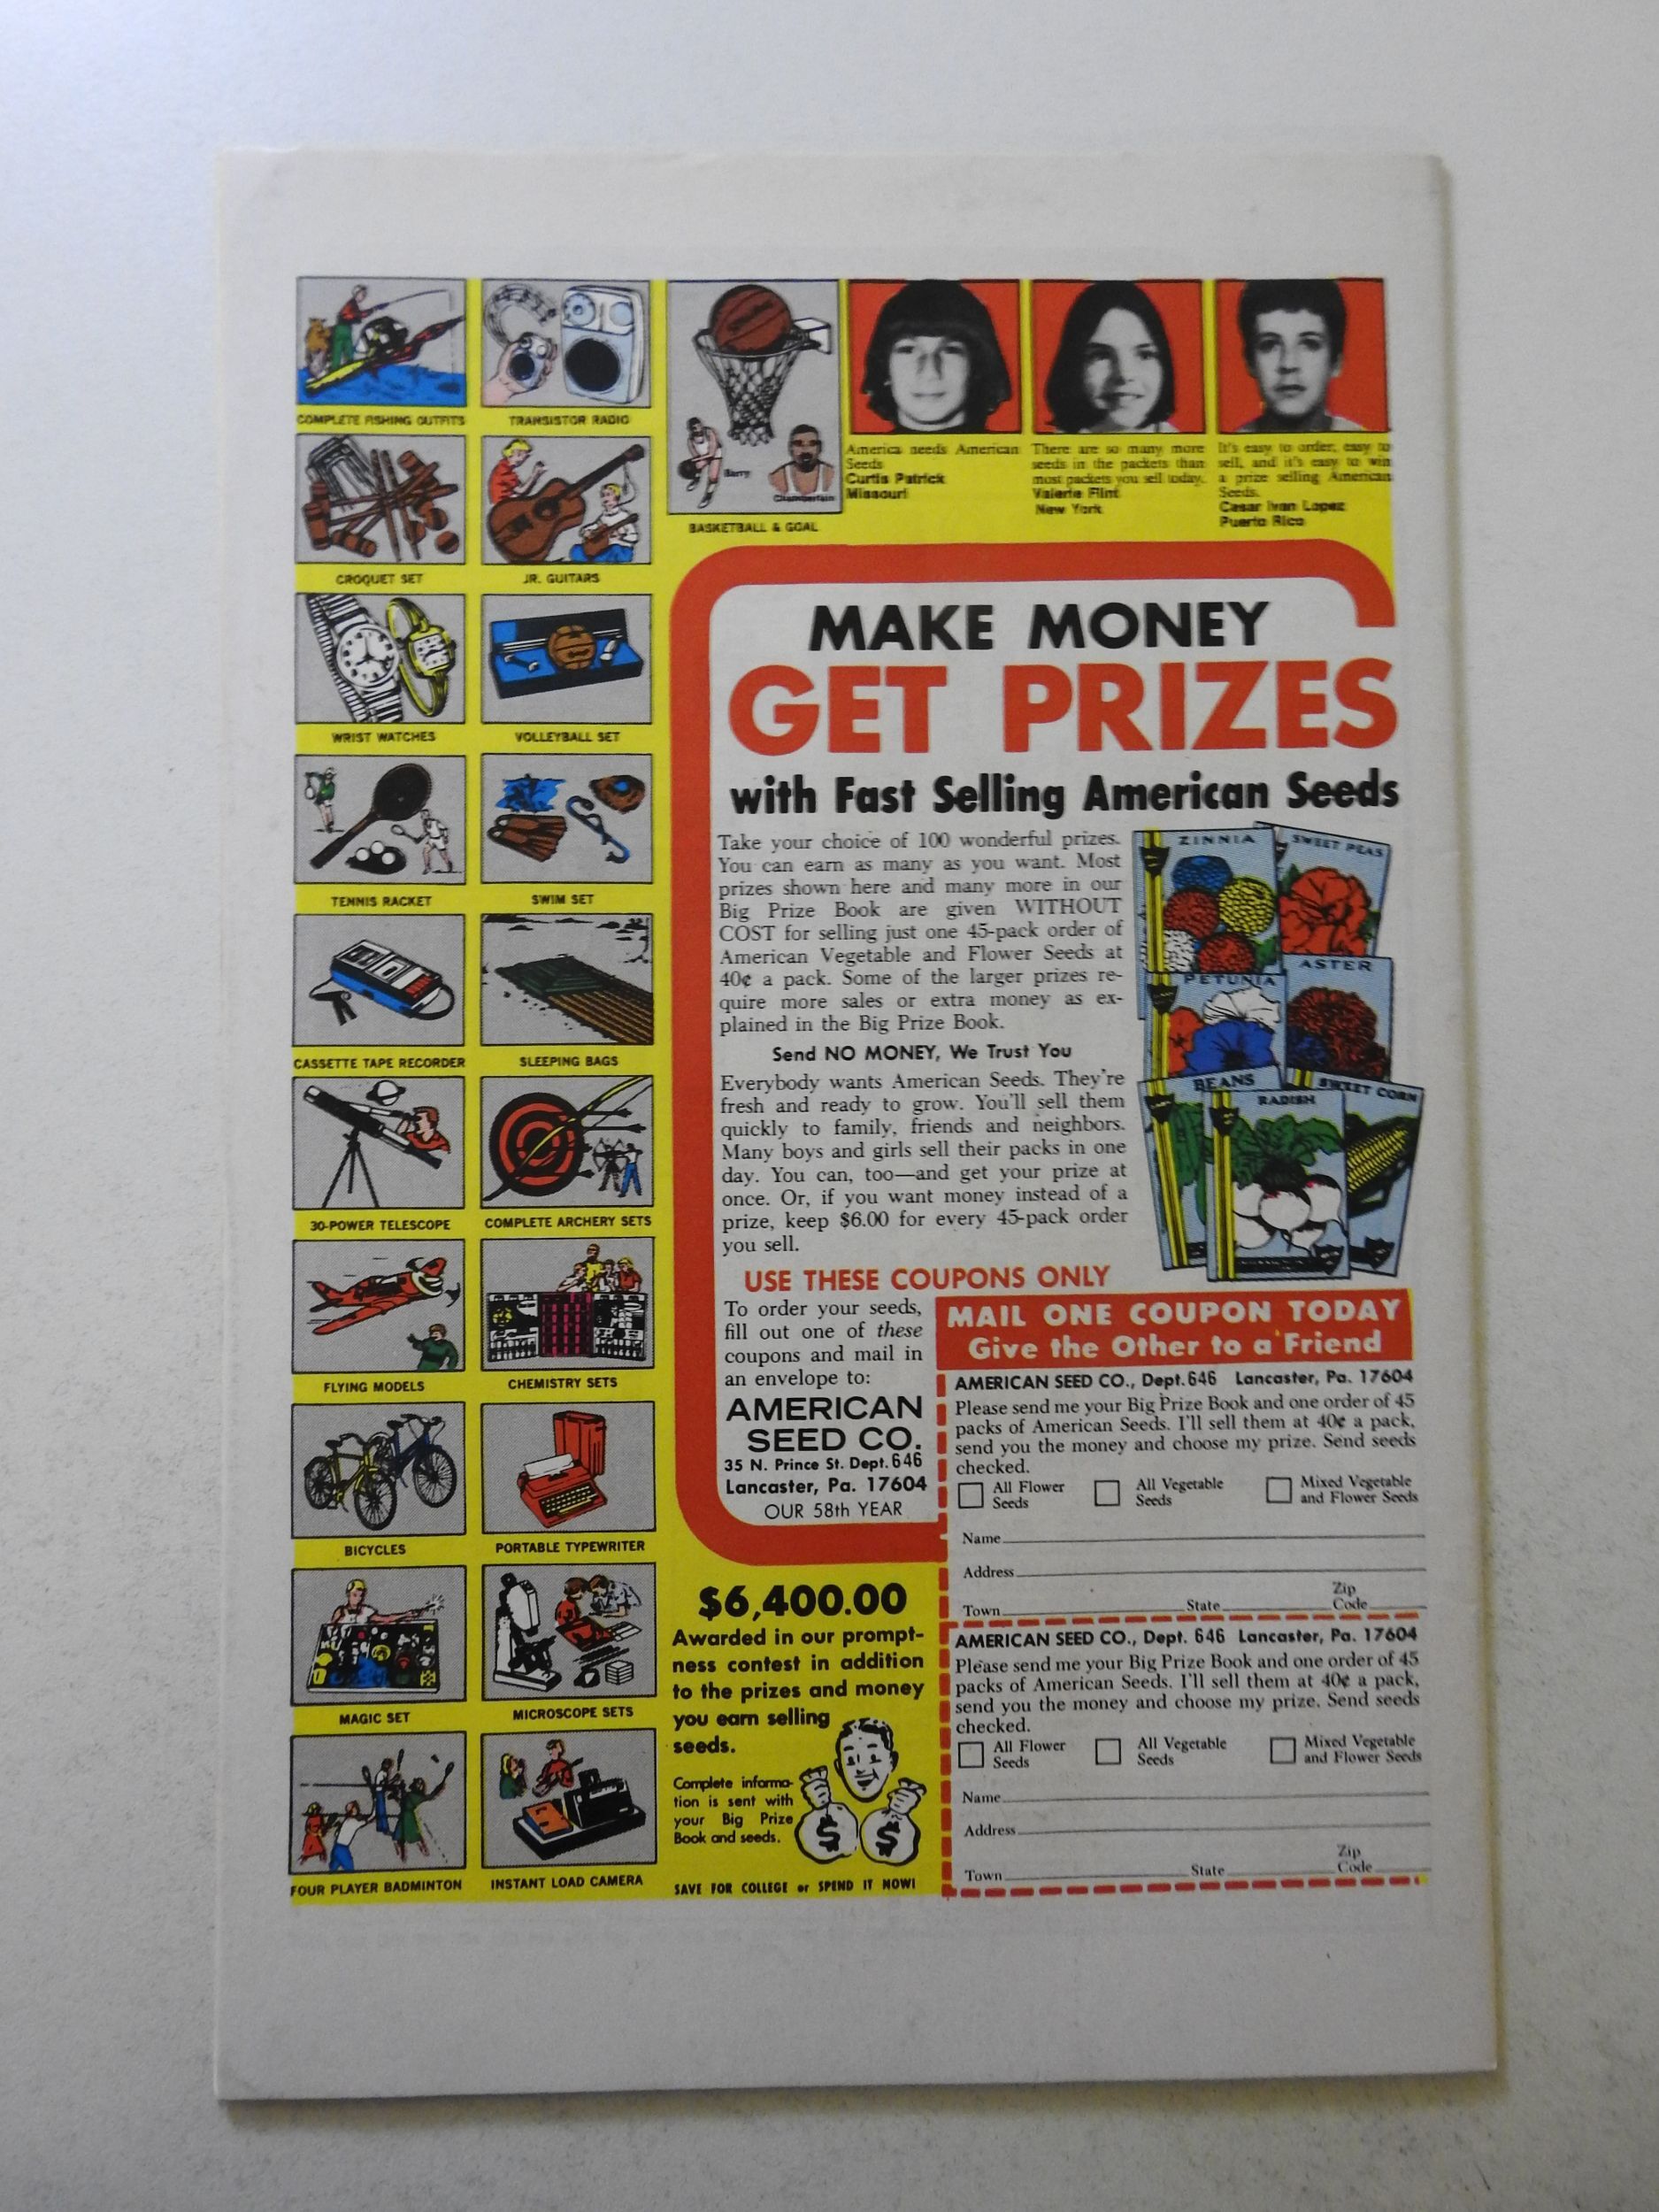 COMPLETE FISHING OUTFITS
TRANSISTOR RADIO
Barry
Chamberlain
BASKETBALL & GOAL
America needs American
Seeds
Curtis Patrick
Missouri
There are so many more
seeds in the packets than
most packets you sell today.
Valerie Flint
New York
It's easy to order, easy to
sell, and it's easy to win
a prize selling American
Seeds.
Cesar Ivan Lopez
Puerto Rico
CROQUET SET
JR. GUITARS
WRIST WATCHES
VOLLEYBALL SET
TENNIS RACKET
SWIM SET
CASSETTE TAPE RECORDER
SLEEPING BAGS
30-POWER TELESCOPE
COMPLETE ARCHERY SETS
FLYING MODELS
CHEMISTRY SETS
BICYCLES
PORTABLE TYPEWRITER
MAGIC SET
MICROSCOPE SETS
FOUR PLAYER BADMINTON
INSTANT LOAD CAMERA
MAKE MONEY
GET PRIZES
with Fast Selling American Seeds
Take your choice of 100 wonderful prizes.
You can earn as many as you want. Most
prizes shown here and many more in our
Big Prize Book are given WITHOUT
COST for selling just one 45-pack order of
American Vegetable and Flower Seeds at
40¢ a pack. Some of the larger prizes re-
quire more sales or extra money as ex-
plained in the Big Prize Book.
Send NO MONEY, We Trust You
Everybody wants American Seeds. They're
fresh and ready to grow. You'll sell them
quickly to family, friends and neighbors.
Many boys and girls sell their packs in one
day. You can, too—and get your prize at
once. Or, if you want money instead of a
prize, keep $6.00 for every 45-pack order
you sell.
ZINNIA
SWEET PEAS
PETUNIA
ASTER
BEANS
RADISH
SWEET CORN
USE THESE COUPONS ONLY
To order your seeds,
fill out one of these
coupons and mail in
an envelope to:
AMERICAN
SEED CO.
35 N. Prince St. Dept. 646
Lancaster, Pa. 17604
OUR 58th YEAR
$6,400.00
Awarded in our prompt-
ness contest in addition
to the prizes and money
you earn selling
seeds.
Complete informa-
tion is sent with
your Big Prize
Book and seeds.
$ $
SAVE FOR COLLEGE or SPEND IT NOW!
MAIL ONE COUPON TODAY
Give the Other to a Friend
AMERICAN SEED CO., Dept. 646 Lancaster, Pa. 17604
Please send me your Big Prize Book and one order of 45
packs of American Seeds. I'll sell them at 40¢ a pack,
send you the money and choose my prize. Send seeds
checked.
All Flower Seeds
All Vegetable Seeds
Mixed Vegetable and Flower Seeds
Name
Address
Town State Zip Code
AMERICAN SEED CO., Dept. 646 Lancaster, Pa. 17604
Please send me your Big Prize Book and one order of 45
packs of American Seeds. I'll sell them at 40¢ a pack,
send you the money and choose my prize. Send seeds
checked.
All Flower Seeds
All Vegetable Seeds
Mixed Vegetable and Flower Seeds
Name
Address
Town State Zip Code